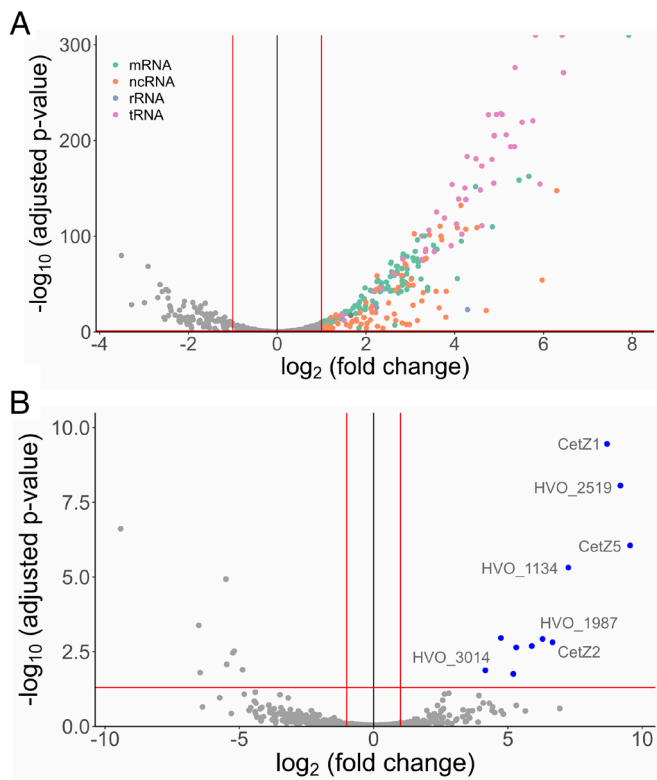 A
-log10 (adjusted p-value)
300
200
100
0
mRNA
ncRNA
rRNA
tRNA
-4 -2 0 2 4 6 8
log2 (fold change)
B
-log10 (adjusted p-value)
10.0
7.5
5.0
2.5
0.0
CetZ1
HVO_2519
CetZ5
HVO_1134
HVO_1987
HVO_3014
CetZ2
-10 -5 0 5 10
log2 (fold change)